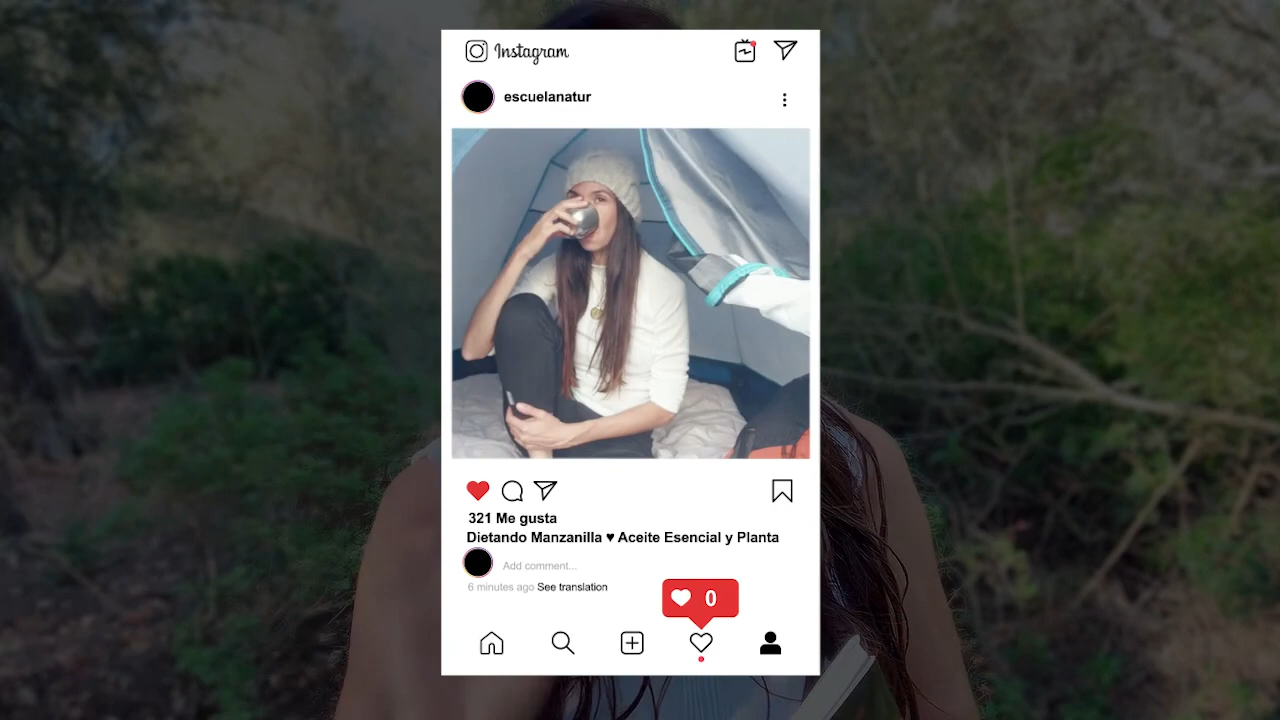 Instagram
escuelanatur
321 Me gusta
Dietando Manzanilla ♥ Aceite Esencial y Planta
Add comment...
6 minutes ago See translation
0